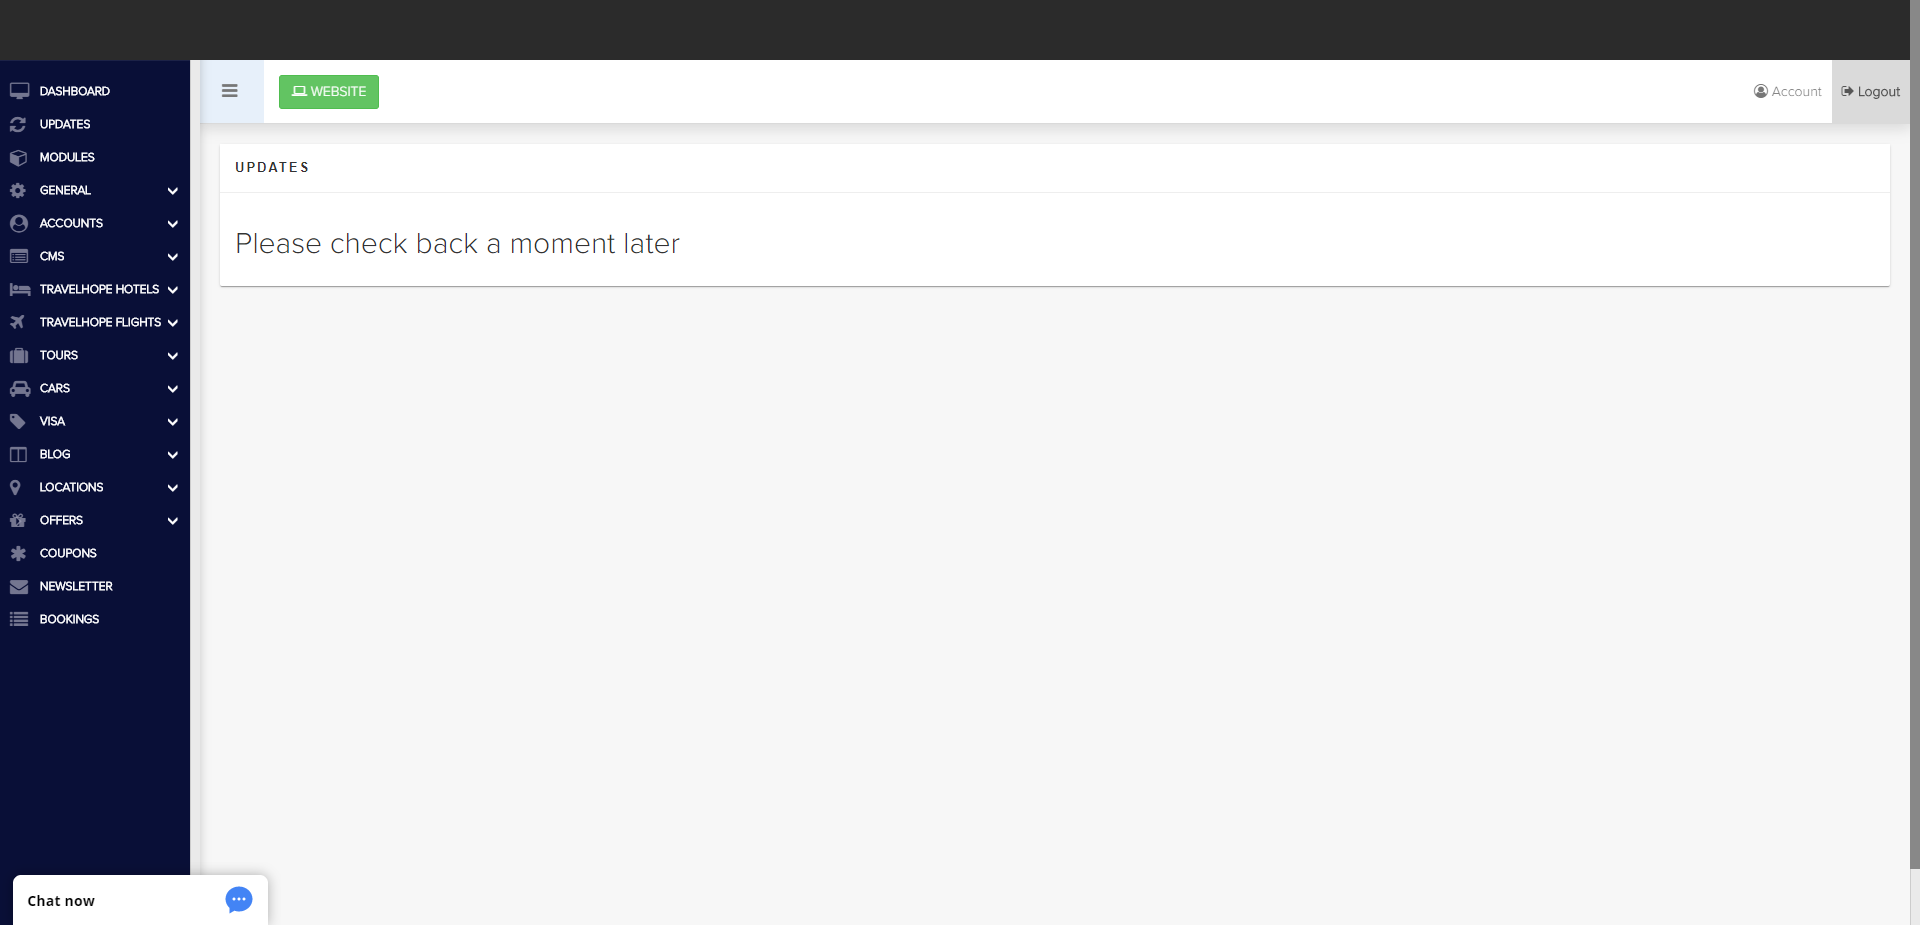 WEBSITE
Account
Logout
DASHBOARD
UPDATES
MODULES
GENERAL
ACCOUNTS
CMS
TRAVELHOPE HOTELS
TRAVELHOPE FLIGHTS
TOURS
CARS
VISA
BLOG
LOCATIONS
OFFERS
COUPONS
NEWSLETTER
BOOKINGS
UPDATES
Please check back a moment later
Chat now